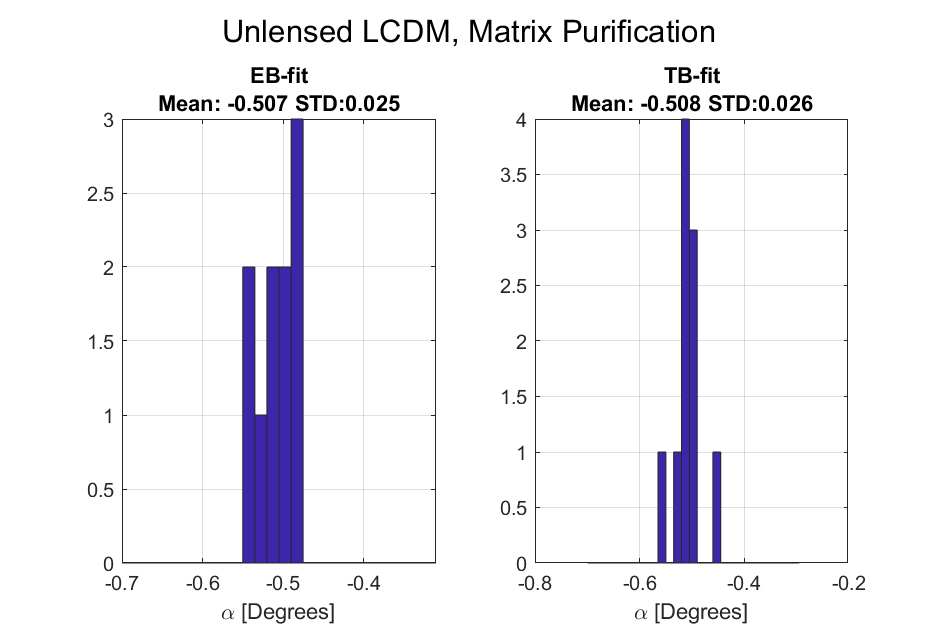 Unlensed LCDM, Matrix Purification
EB-fit
Mean: -0.507 STD:0.025
3
2.5
2
1.5
1
0.5
0
-0.7 -0.6 -0.5 -0.4
α [Degrees]
TB-fit
Mean: -0.508 STD:0.026
4
3.5
3
2.5
2
1.5
1
0.5
0
-0.8 -0.6 -0.4 -0.2
α [Degrees]